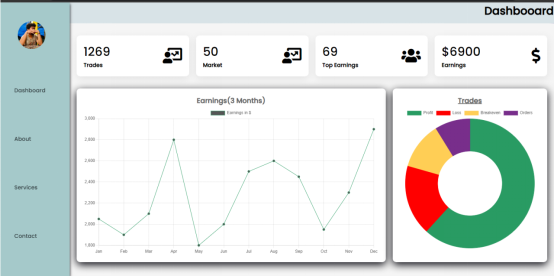 Dashbooard
Dashboard
About
Services
Contact
1269
Trades
50
Market
69
Top Earnings
$6900
Earnings
$
Earnings(3 Months)
Earnings in $
3,000
2,800
2,600
2,400
2,200
2,000
1,800
Jan Feb Mar Apr May Jun Jul Aug Sep Oct Nov Dec
Trades
Profit Loss Breakeven Orders